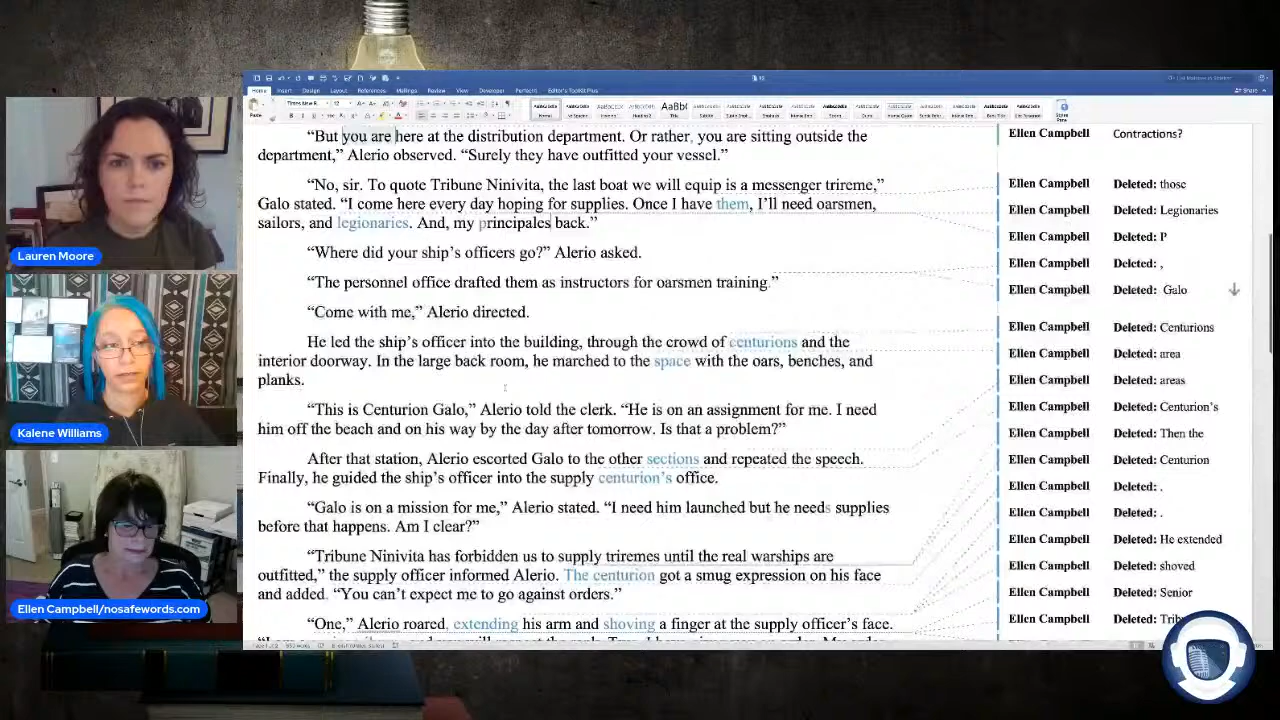 Home Insert Design Layout References Mailings Review View Developer
Share
“But you are here at the distribution department. Or rather, you are sitting outside the
department,” Alerio observed. “Surely they have outfitted your vessel.”
“No, sir. To quote Tribune Ninivita, the last boat we will equip is a messenger trireme,”
Galo stated. “I come here every day hoping for supplies. Once I have them, I’ll need oarsmen,
sailors, and legionaries. And, my principales back.”
“Where did your ship’s officers go?” Alerio asked.
“The personnel office drafted them as instructors for oarsmen training.”
“Come with me,” Alerio directed.
He led the ship’s officer into the building, through the crowd of centurions and the
interior doorway. In the large back room, he marched to the space with the oars, benches, and
planks.
“This is Centurion Galo,” Alerio told the clerk. “He is on an assignment for me. I need
him off the beach and on his way by the day after tomorrow. Is that a problem?”
After that station, Alerio escorted Galo to the other sections and repeated the speech.
Finally, he guided the ship’s officer into the supply centurion’s office.
“Galo is on a mission for me,” Alerio stated. “I need him launched but he needs supplies
before that happens. Am I clear?”
“Tribune Ninivita has forbidden us to supply triremes until the real warships are
outfitted,” the supply officer informed Alerio. The centurion got a smug expression on his face
and added. “You can’t expect me to go against orders.”
“One,” Alerio roared, extending his arm and shoving a finger at the supply officer’s face.
Ellen Campbell Contractions?
Ellen Campbell Deleted: those
Ellen Campbell Deleted: Legionaries
Ellen Campbell Deleted: P
Ellen Campbell Deleted: ,
Ellen Campbell Deleted: Galo
Ellen Campbell Deleted: Centurions
Ellen Campbell Deleted: area
Ellen Campbell Deleted: areas
Ellen Campbell Deleted: Centurion’s
Ellen Campbell Deleted: Then the
Ellen Campbell Deleted: Centurion
Ellen Campbell Deleted: .
Ellen Campbell Deleted: .
Ellen Campbell Deleted: He extended
Ellen Campbell Deleted: shoved
Ellen Campbell Deleted: Senior
Ellen Campbell Deleted:
Lauren Moore
Kalene Williams
Ellen Campbell/nosafewords.com